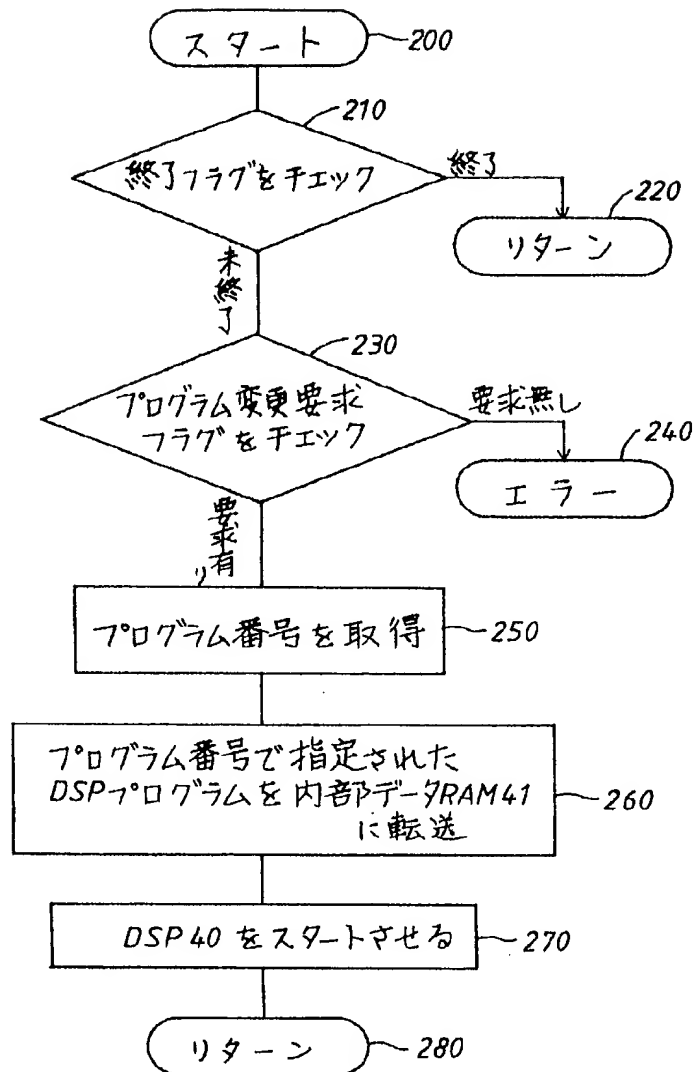 スタート
200
210
終了フラグをチェック
終了
220
リターン
未終了
230
プログラム変更要求
フラグをチェック
要求無し
240
エラー
要求有り
プログラム番号を取得
250
プログラム番号で指定された
DSPプログラムを内部データRAM41
に転送
260
DSP40をスタートさせる
270
リターン
280